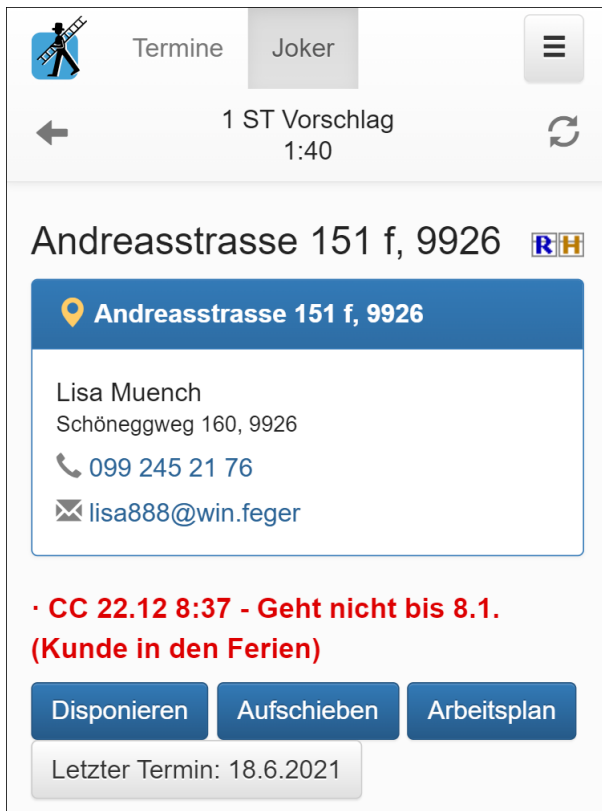 Termine Joker
1 ST Vorschlag
1:40
Andreasstrasse 151 f, 9926 R H
Andreasstrasse 151 f, 9926
Lisa Muench
Schöneggweg 160, 9926
099 245 21 76
lisa888@win.feger
· CC 22.12 8:37 - Geht nicht bis 8.1.
(Kunde in den Ferien)
Disponieren Aufschieben Arbeitsplan
Letzter Termin: 18.6.2021